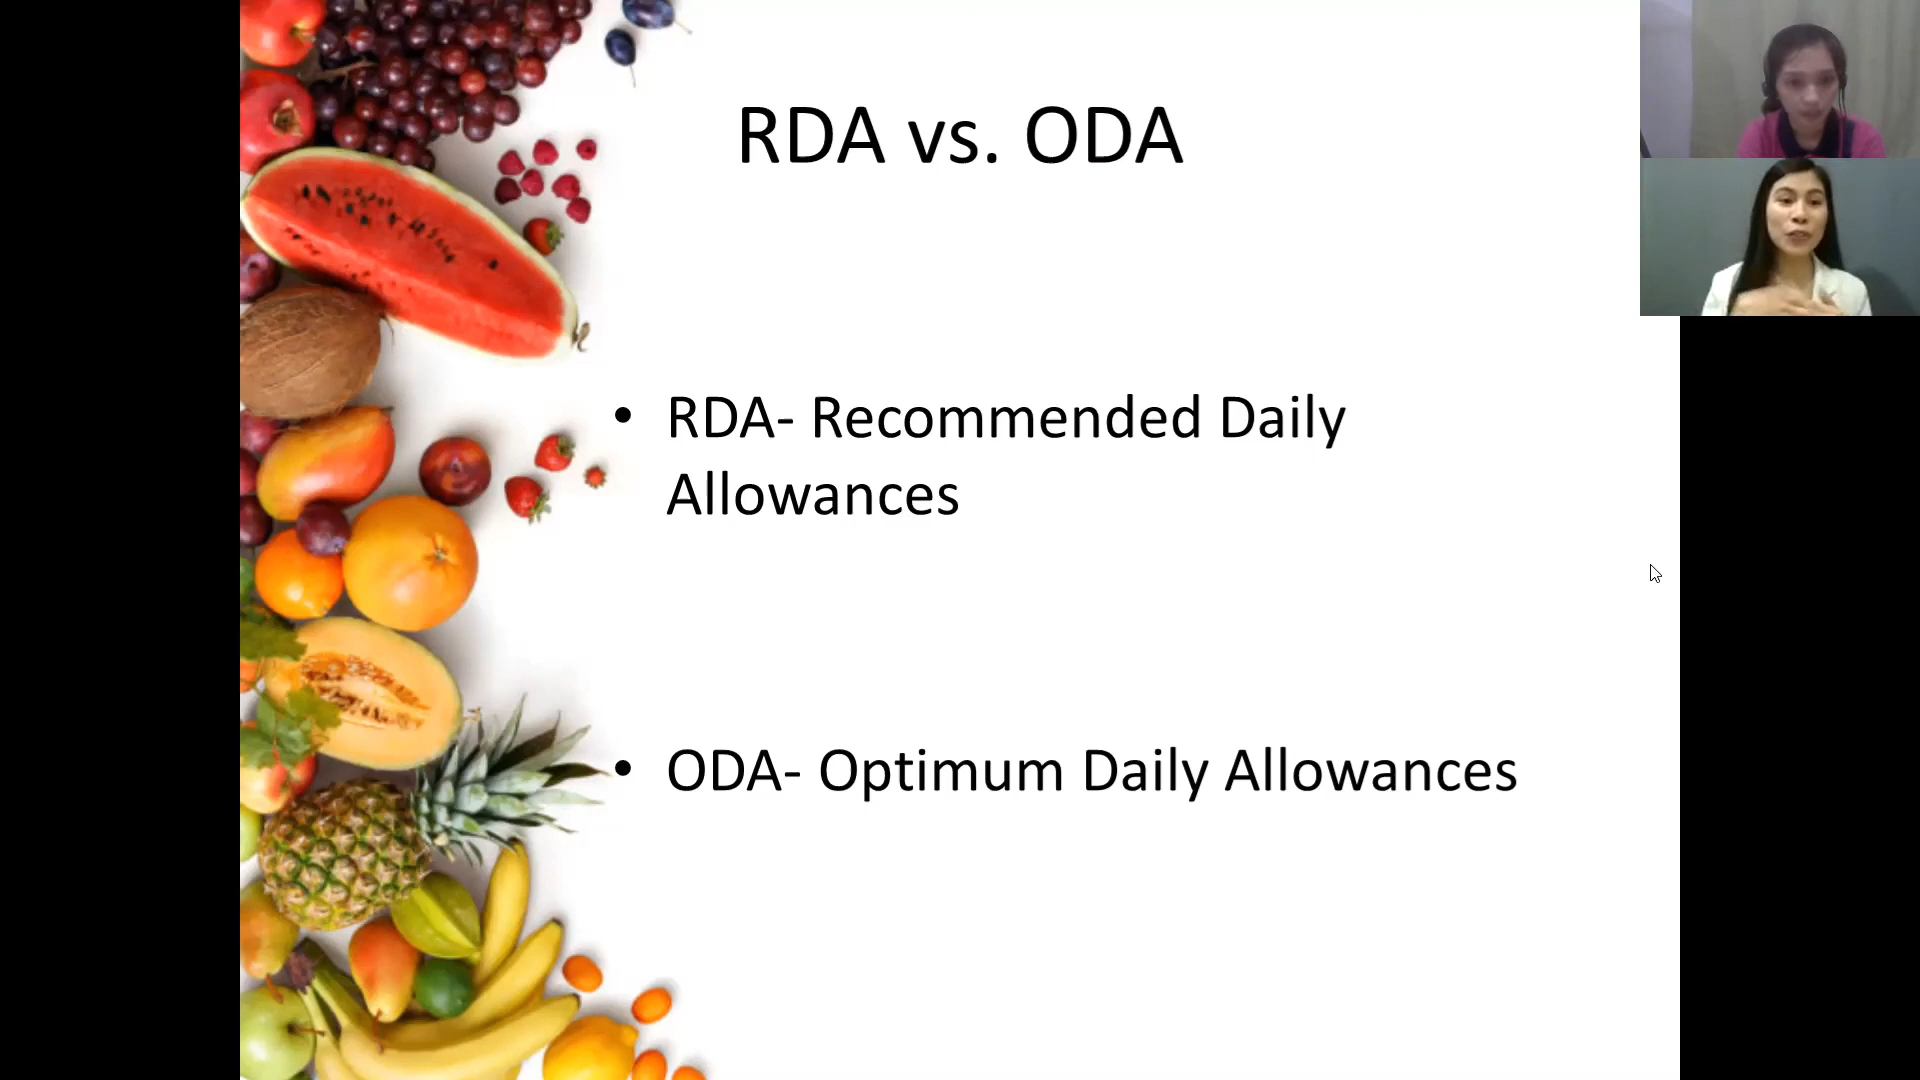 RDA vs. ODA
• RDA- Recommended Daily
Allowances
• ODA- Optimum Daily Allowances